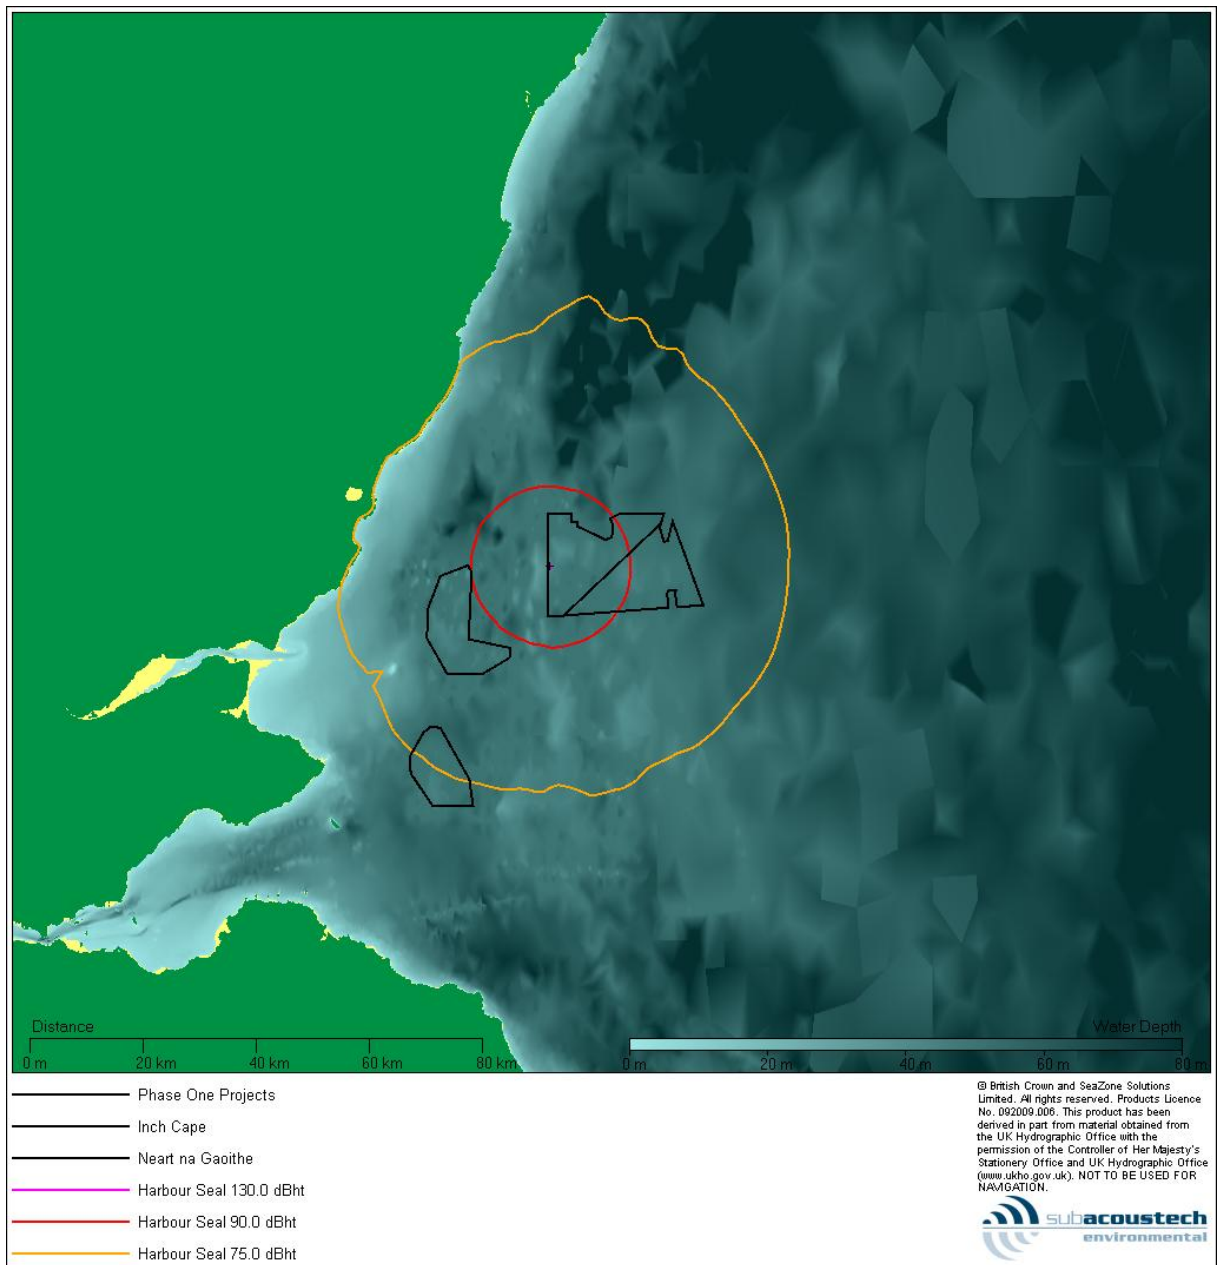 Distance
0 m 20 km 40 km 60 km 80 km
Water Depth
0 m 20 m 40 m 60 m 80 m
Phase One Projects
Inch Cape
Neart na Gaoithe
Harbour Seal 130.0 dBht
Harbour Seal 90.0 dBht
Harbour Seal 75.0 dBht
© British Crown and SeaZone Solutions
Limited. All rights reserved. Products Licence
No. 092009.006. This product has been
derived in part from material obtained from
the UK Hydrographic Office with the
permission of the Controller of Her Majesty's
Stationery Office and UK Hydrographic Office
(www.ukho.gov.uk). NOT TO BE USED FOR
NAVIGATION.
subacoustech
environmental